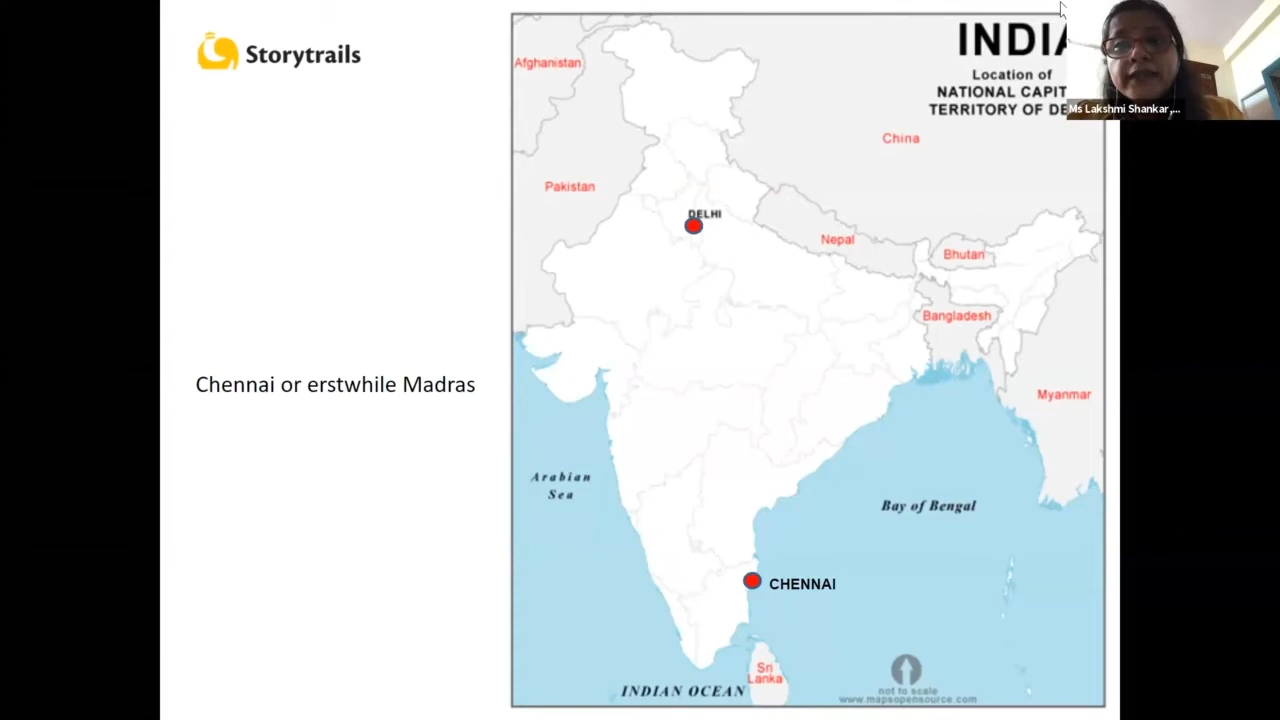 Storytrails
INDIA
Location of
NATIONAL CAPIT
TERRITORY OF DE
Ms Lakshmi Shankar,...
Afghanistan
China
Pakistan
DELHI
Nepal
Bhutan
Bangladesh
Chennai or erstwhile Madras
Myanmar
Arabian
Sea
Bay of Bengal
CHENNAI
Sri
Lanka
INDIAN OCEAN
not to scale
www.mapsopensource.com